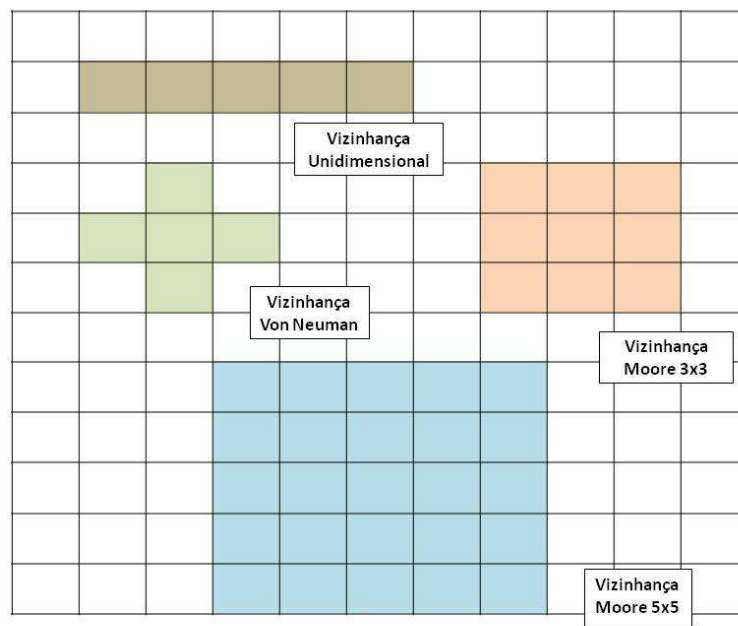 Vizinhança
Unidimensional
Vizinhança
Von Neuman
Vizinhança
Moore 3x3
Vizinhança
Moore 5x5